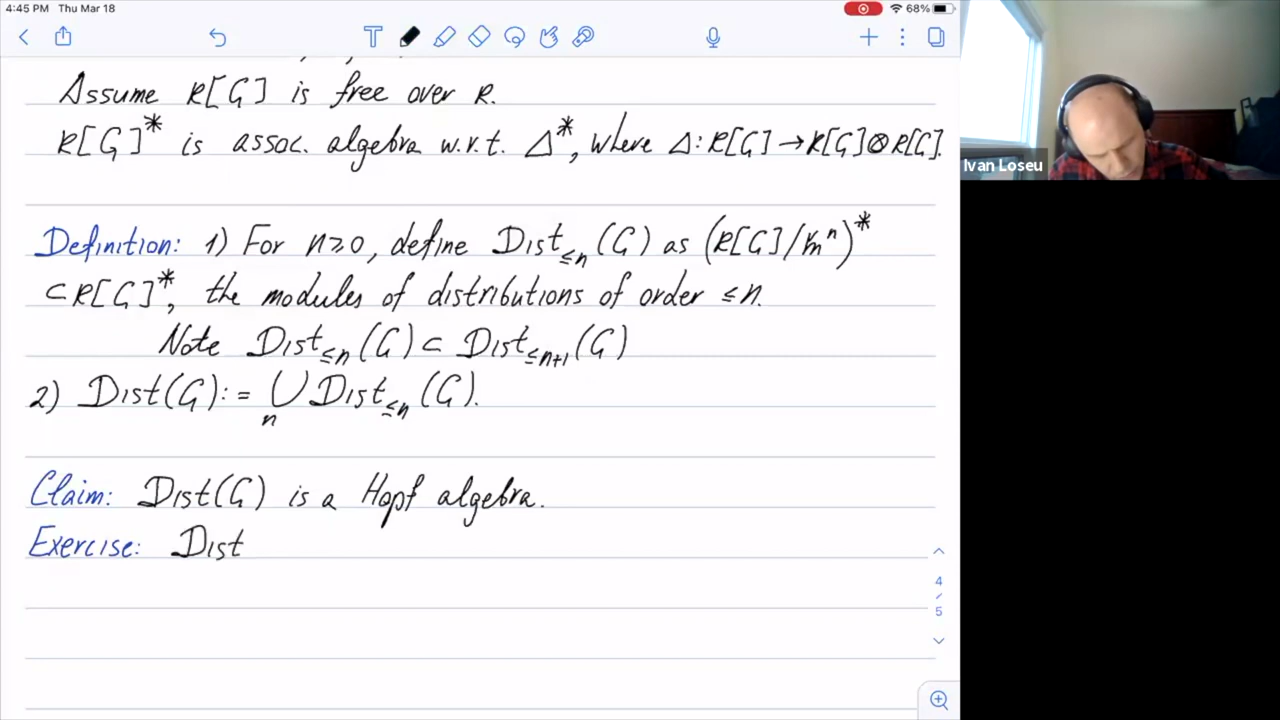 4:45 PM Thu Mar 18
68%
Assume R[G] is free over R.
R[G]* is assoc. algebra w.r.t. Δ*, where Δ: R[G] → R[G]⊗R[G].
Definition: 1) For n≥0, define Dist≤n(G) as (R[G]/mⁿ)*
⊂ R[G]*, the modules of distributions of order ≤n.
Note Dist≤n(G) ⊂ Dist≤n+1(G)
2) Dist(G) := ⋃n Dist≤n(G).
Claim: Dist(G) is a Hopf algebra.
Exercise: Dist
4
/
5
Ivan Loseu